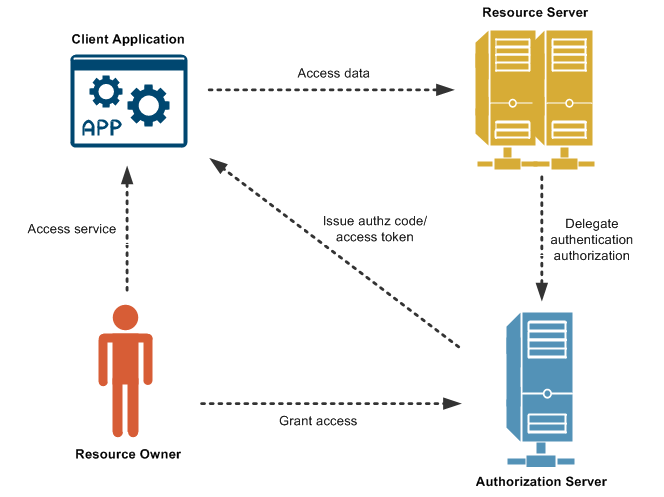 Resource Server
Client Application
Access data
APP
Issue authz code/
access token
Delegate
authentication
authorization
Access service
Grant access
Resource Owner
Authorization Server